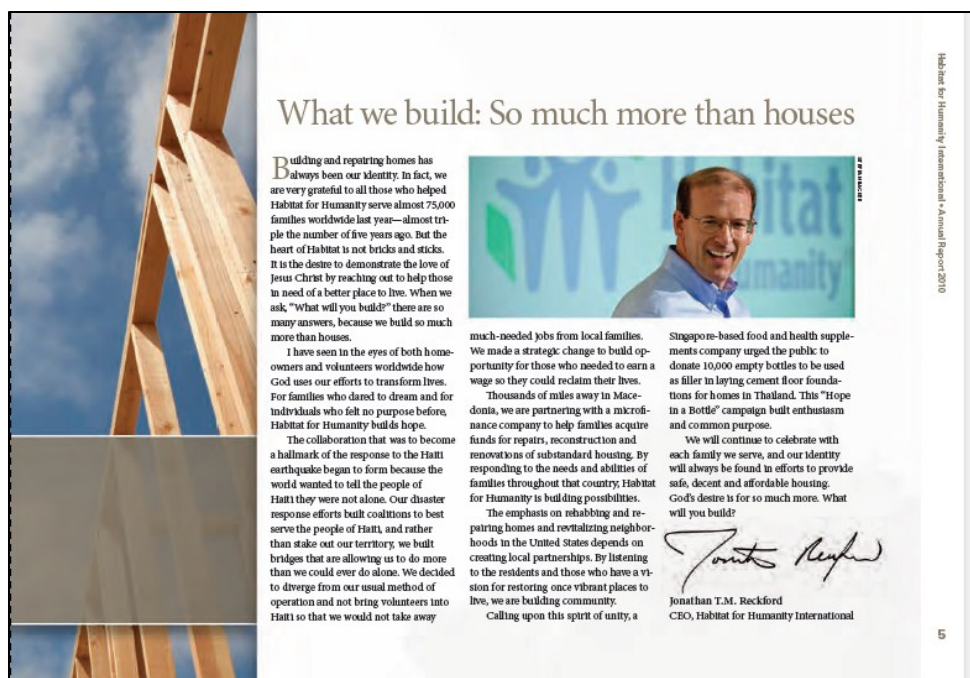 What we build: So much more than houses
Building and repairing homes has
always been our identity. In fact, we
are very grateful to all those who helped
Habitat for Humanity serve almost 75,000
families worldwide last year—almost tri-
ple the number of five years ago. But the
heart of Habitat is not bricks and sticks.
It is the desire to demonstrate the love of
Jesus Christ by reaching out to help those
in need of a better place to live. When we
ask, “What will you build?” there are so
many answers, because we build so much
more than houses.
I have seen in the eyes of both home-
owners and volunteers worldwide how
God uses our efforts to transform lives.
For families who dared to dream and for
individuals who felt no purpose before,
Habitat for Humanity builds hope.
The collaboration that was to become
a hallmark of the response to the Haiti
earthquake began to form because the
world wanted to tell the people of
Haiti they were not alone. Our disaster
response efforts built coalitions to best
serve the people of Haiti, and rather
than stake out our territory, we built
bridges that are allowing us to do more
than we could ever do alone. We decided
to diverge from our usual method of
operation and not bring volunteers into
Haiti so that we would not take away
much-needed jobs from local families.
We made a strategic change to build op-
portunity for those who needed to earn a
wage so they could reclaim their lives.
Thousands of miles away in Mace-
donia, we are partnering with a microfi-
nance company to help families acquire
funds for repairs, reconstruction and
renovations of substandard housing. By
responding to the needs and abilities of
families throughout that country, Habitat
for Humanity is building possibilities.
The emphasis on rehabbing and re-
pairing homes and revitalizing neighbor-
hoods in the United States depends on
creating local partnerships. By listening
to the residents and those who have a vi-
sion for restoring once vibrant places to
live, we are building community.
Calling upon this spirit of unity, a
Singapore-based food and health supple-
ments company urged the public to
donate 10,000 empty bottles to be used
as filler in laying cement floor founda-
tions for homes in Thailand. This “Hope
in a Bottle” campaign built enthusiasm
and common purpose.
We will continue to celebrate with
each family we serve, and our identity
will always be found in efforts to provide
safe, decent and affordable housing.
God’s desire is for so much more. What
will you build?
Jonathan T.M. Reckford
CEO, Habitat for Humanity International
Habitat for Humanity International • Annual Report 2010
5